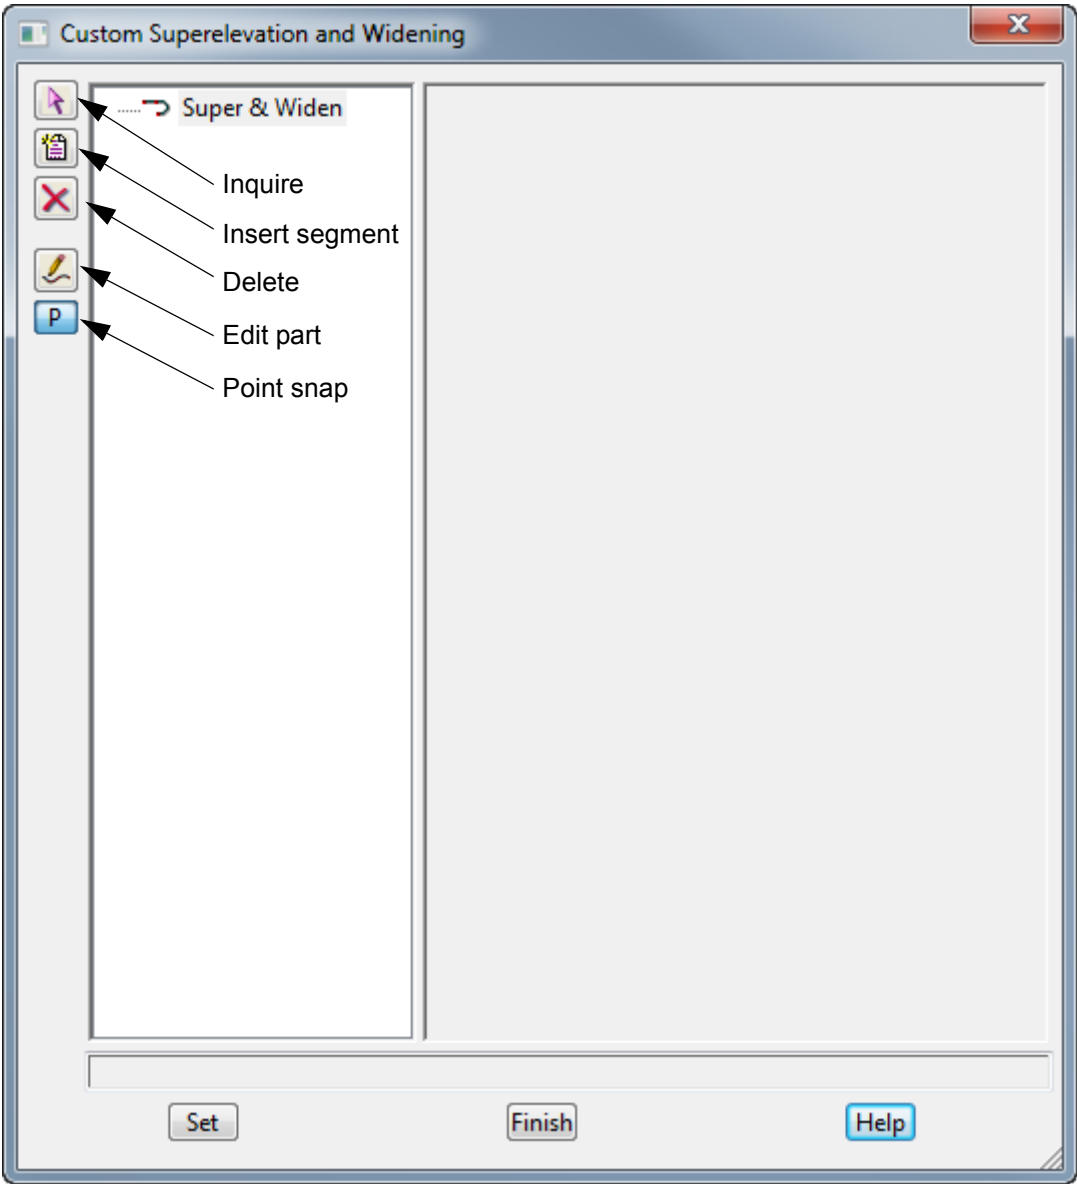 Custom Superelevation and Widening
X
Super & Widen
Inquire
Insert segment
Delete
Edit part
P
Point snap
Set
Finish
Help